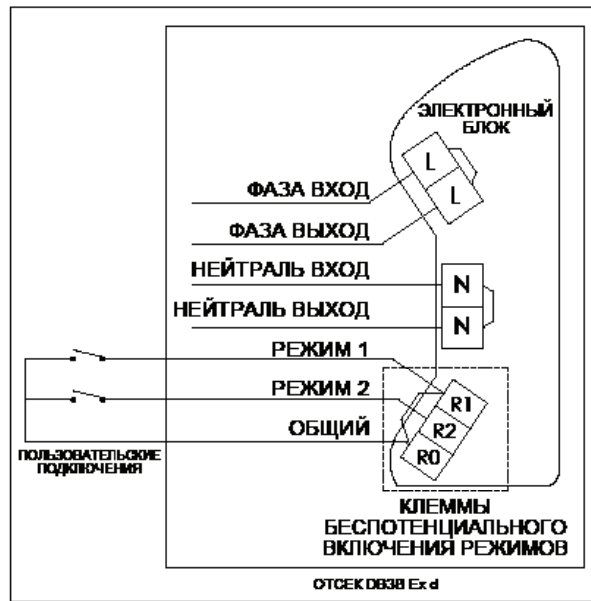 ЭЛЕКТРОННЫЙ
БЛОК
L
L
ФАЗА ВХОД
ФАЗА ВЫХОД
НЕЙТРАЛЬ ВХОД
N
НЕЙТРАЛЬ ВЫХОД
N
РЕЖИМ 1
РЕЖИМ 2
ОБЩИЙ
R1
R2
R0
ПОЛЬЗОВАТЕЛЬСКИЕ
ПОДКЛЮЧЕНИЯ
КЛЕММЫ
БЕСПОТЕНЦИАЛЬНОГО
ВКЛЮЧЕНИЯ РЕЖИМОВ
ОТСЕК DB3B Ex d